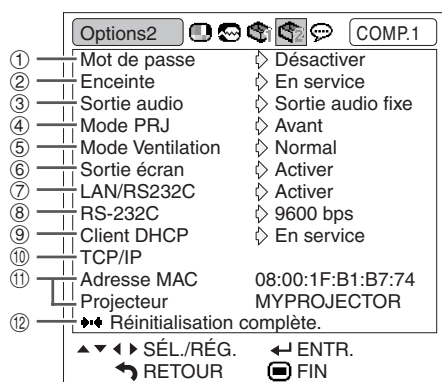 Options2 COMP.1
① Mot de passe Désactiver
② Enceinte En service
③ Sortie audio Sortie audio fixe
④ Mode PRJ Avant
⑤ Mode Ventilation Normal
⑥ Sortie écran Activer
⑦ LAN/RS232C Activer
⑧ RS-232C 9600 bps
⑨ Client DHCP En service
⑩ TCP/IP
⑪ Adresse MAC 08:00:1F:B1:B7:74
Projecteur MYPROJECTOR
⑫ Réinitialisation complète.
SÉL./RÉG. ENTR.
RETOUR FIN